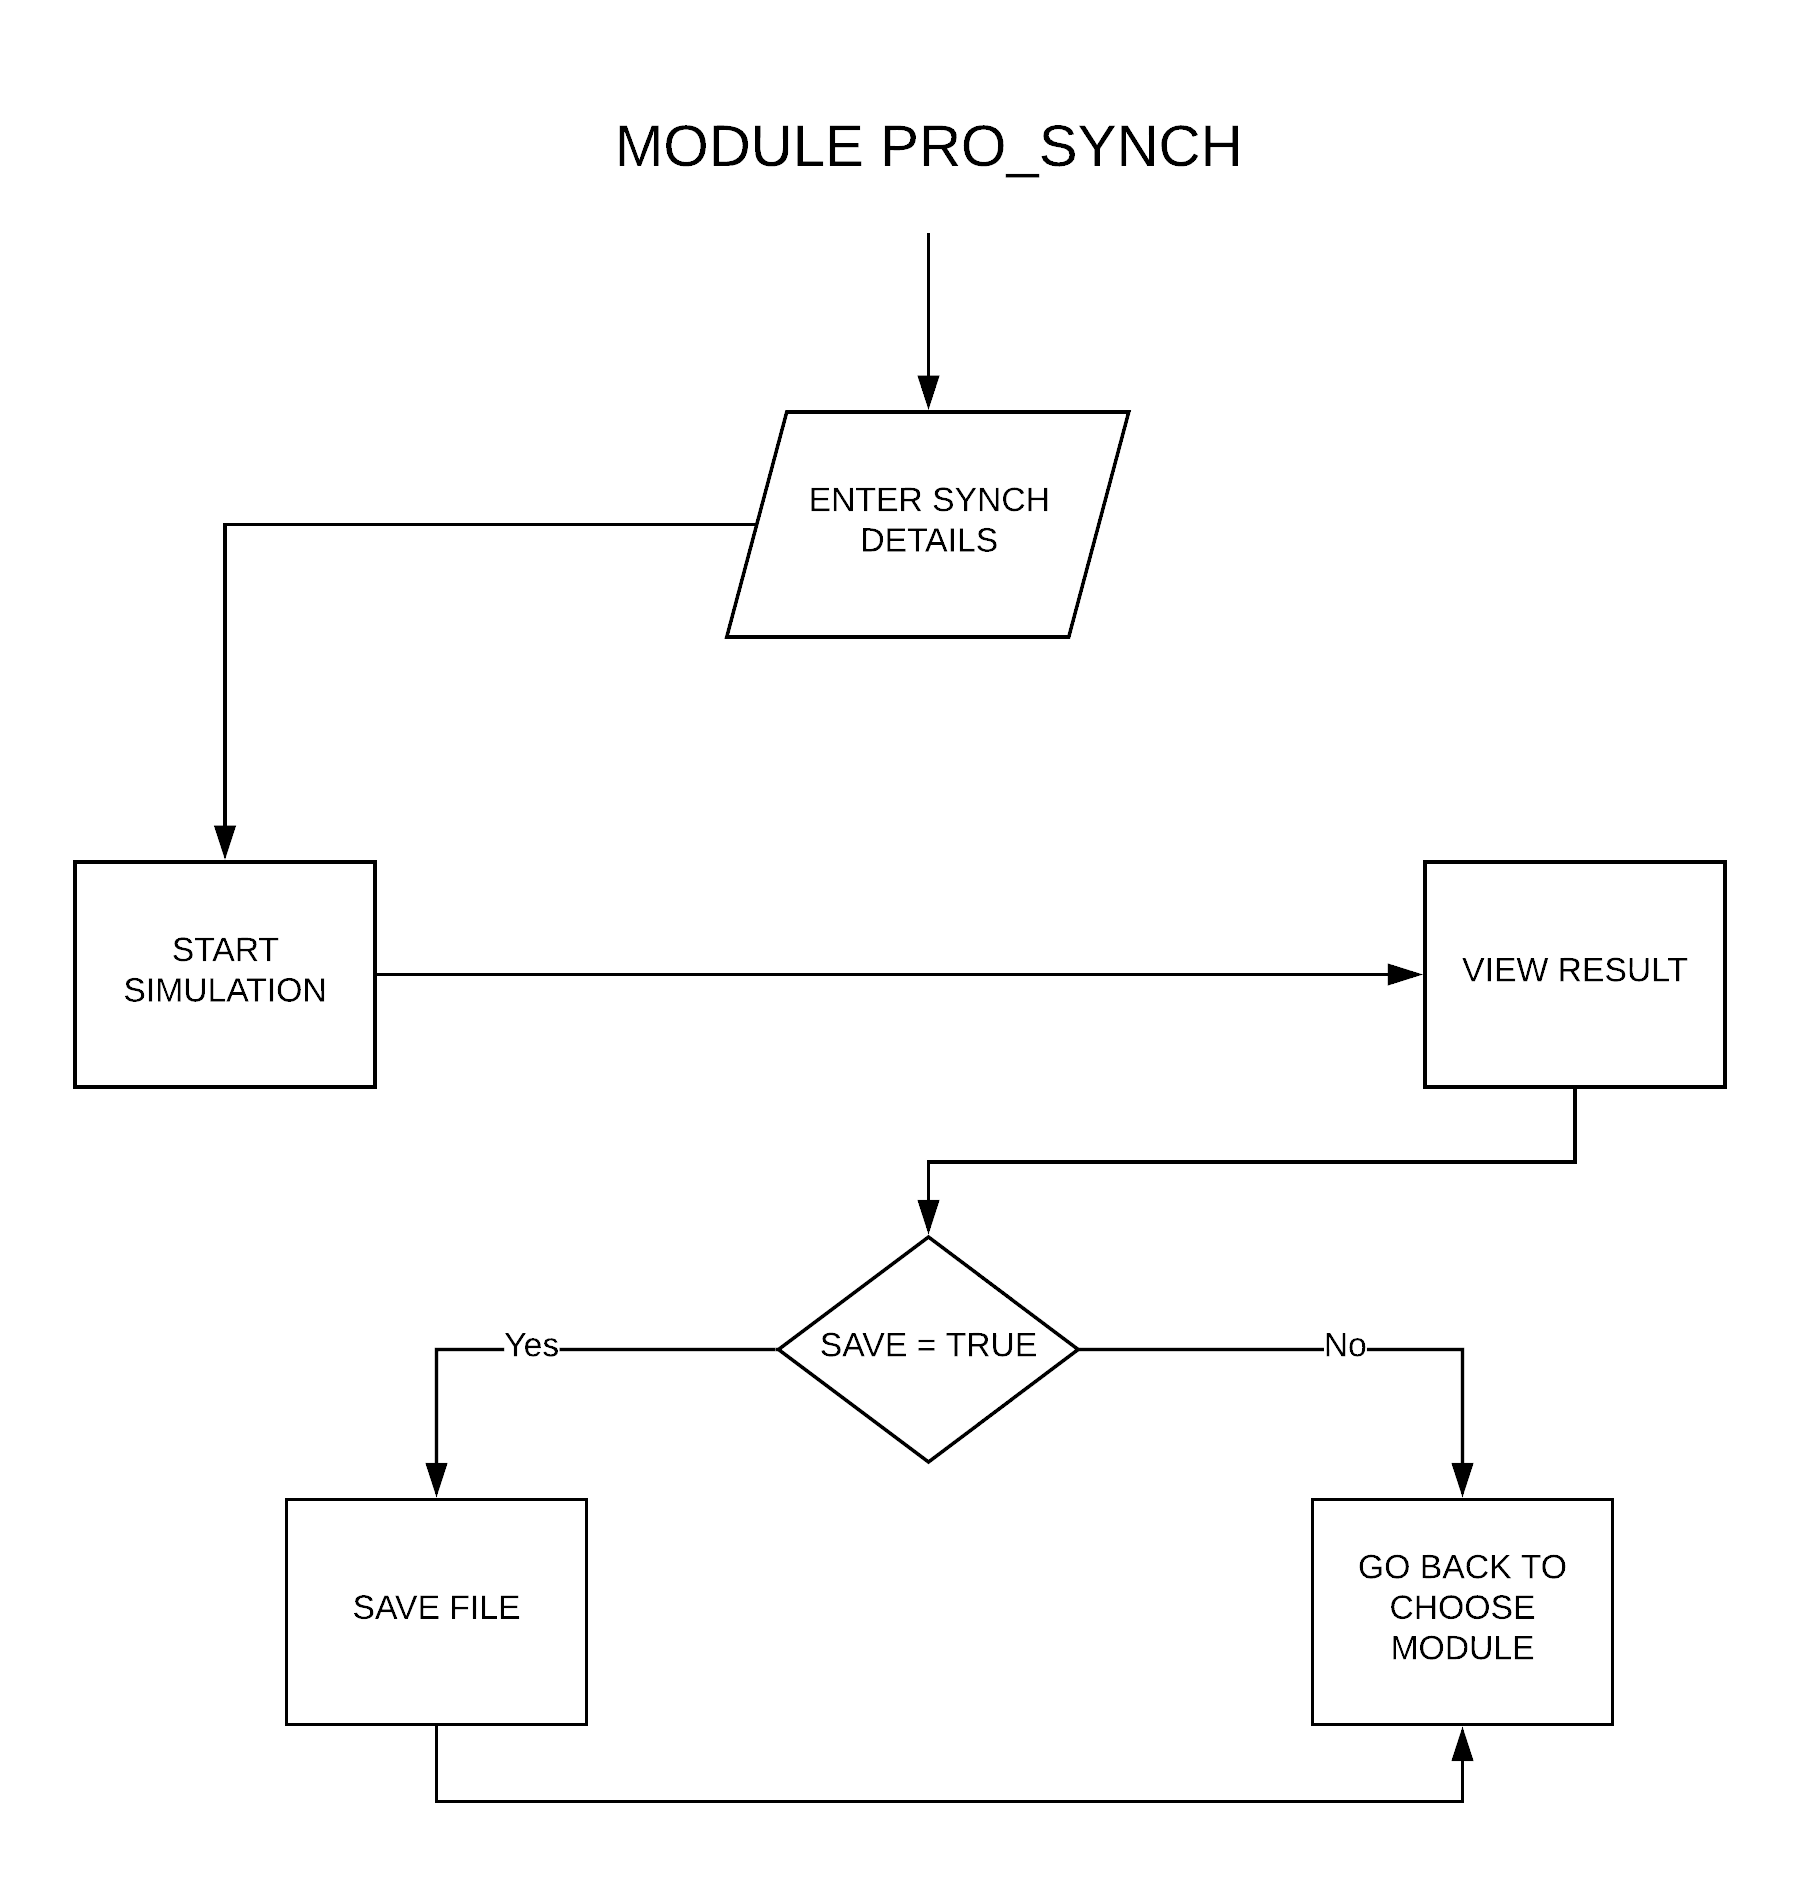 MODULE PRO_SYNCH
ENTER SYNCH
DETAILS
START
SIMULATION
VIEW RESULT
SAVE = TRUE
Yes
No
SAVE FILE
GO BACK TO
CHOOSE
MODULE